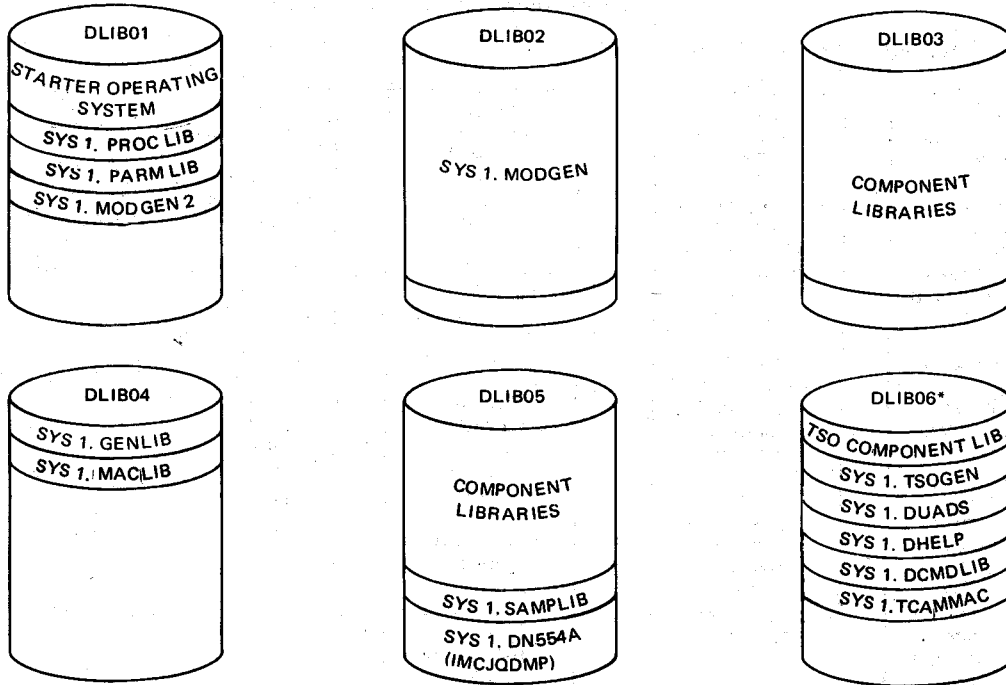 DLIB01
STARTER OPERATING
SYSTEM
SYS 1. PROC LIB
SYS 1. PARM LIB
SYS 1. MODGEN 2
DLIB02
SYS 1. MODGEN
DLIB03
COMPONENT
LIBRARIES
DLIB04
SYS 1. GENLIB
SYS 1. MACLIB
DLIB05
COMPONENT
LIBRARIES
SYS 1. SAMPLIB
SYS 1. DN554A
(IMCJQDMP)
DLIB06*
TSO COMPONENT LIB
SYS 1. TSOGEN
SYS 1. DUADS
SYS 1. DHELP
SYS 1. DCMDLIB
SYS 1.TCAMMAC